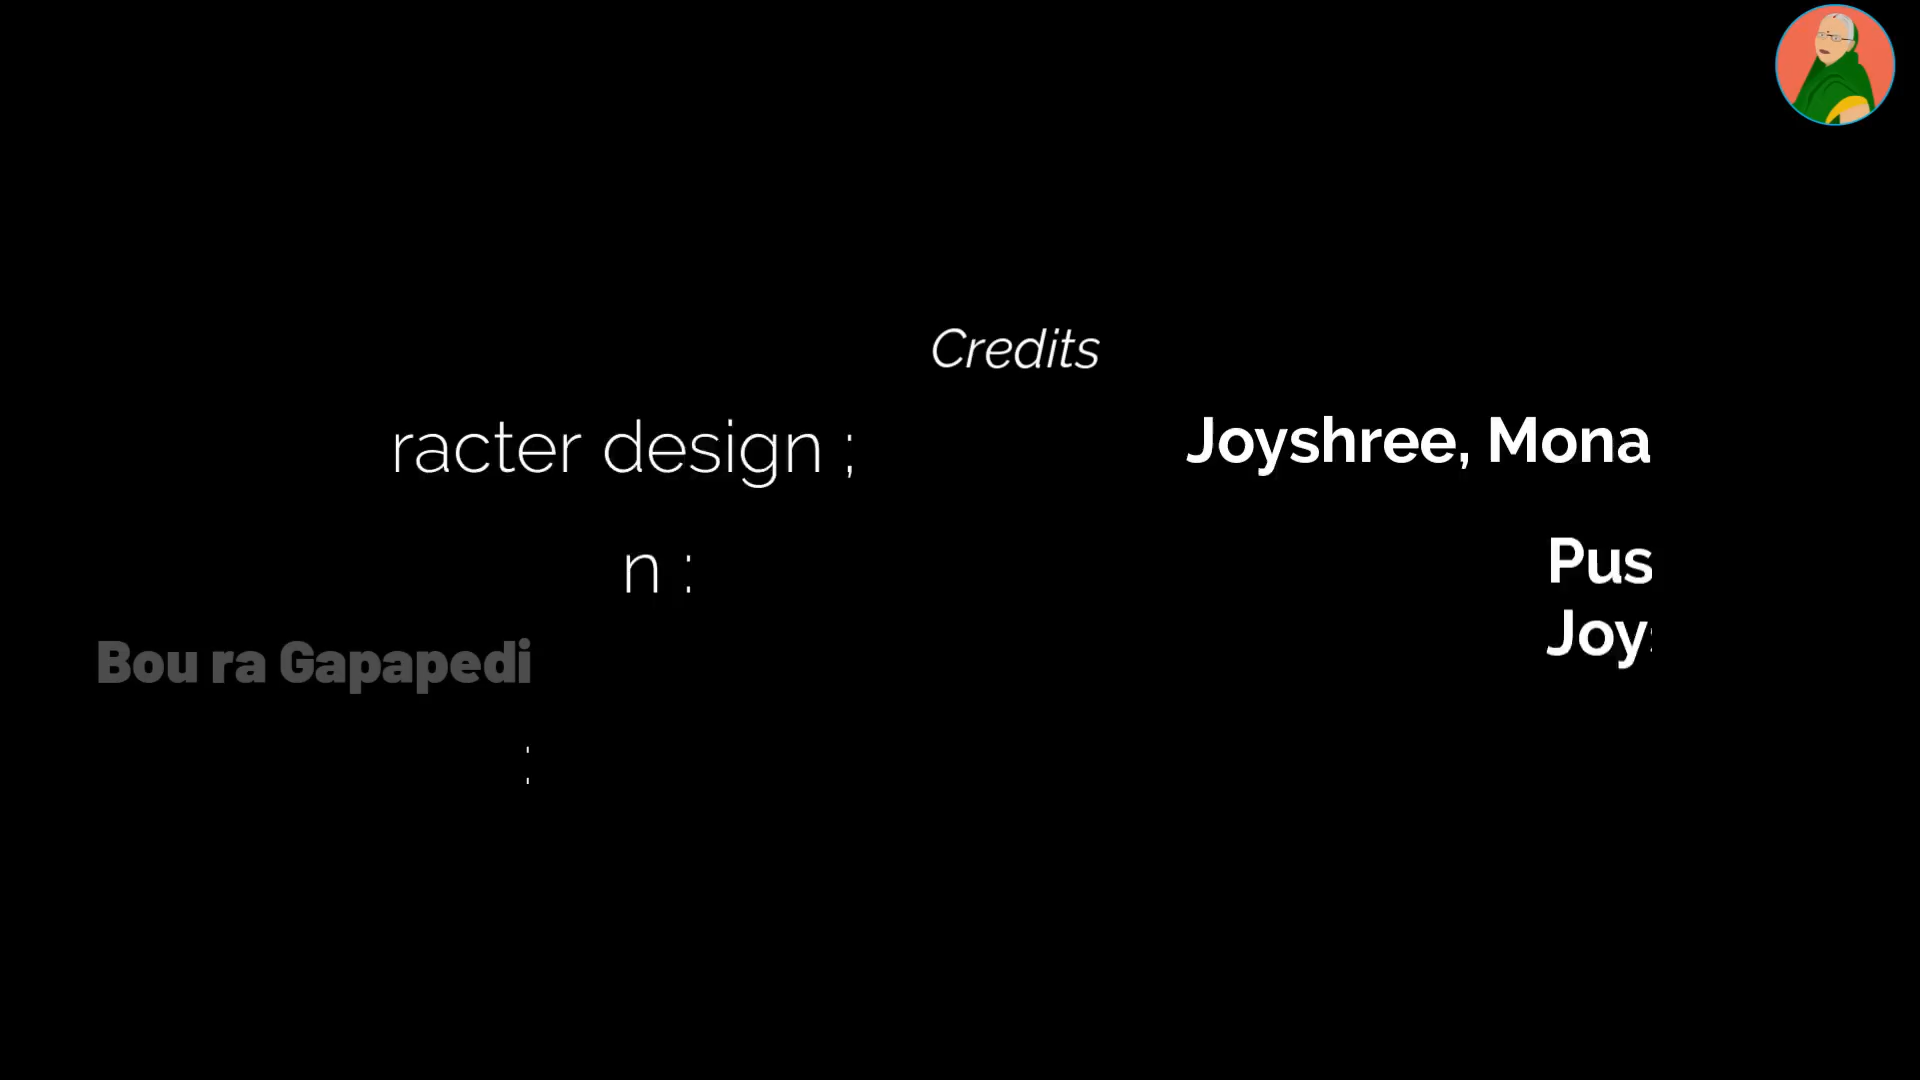 Credits
racter design ;
Joyshree, Mona
n :
Pus
Joy
Bou ra Gapapedi
: